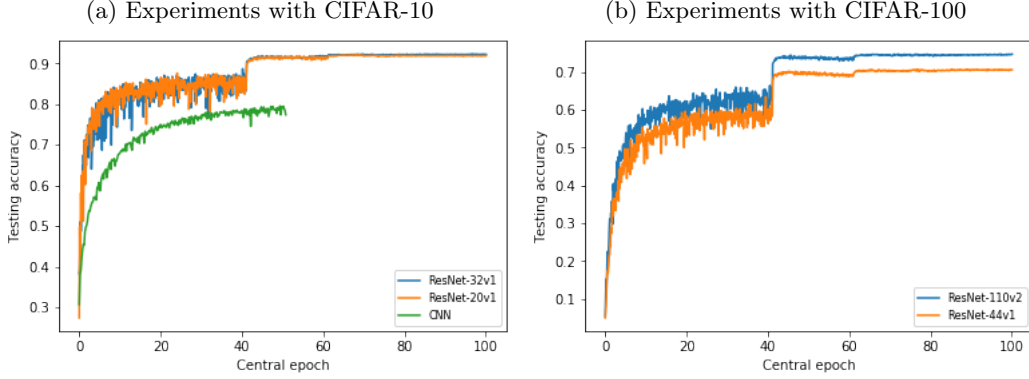 (a) Experiments with CIFAR-10
Testing accuracy
0.9
0.8
0.7
0.6
0.5
0.4
0.3
0 20 40 60 80 100
Central epoch
ResNet-32v1
ResNet-20v1
CNN
(b) Experiments with CIFAR-100
Testing accuracy
0.7
0.6
0.5
0.4
0.3
0.2
0.1
0 20 40 60 80 100
Central epoch
ResNet-110v2
ResNet-44v1